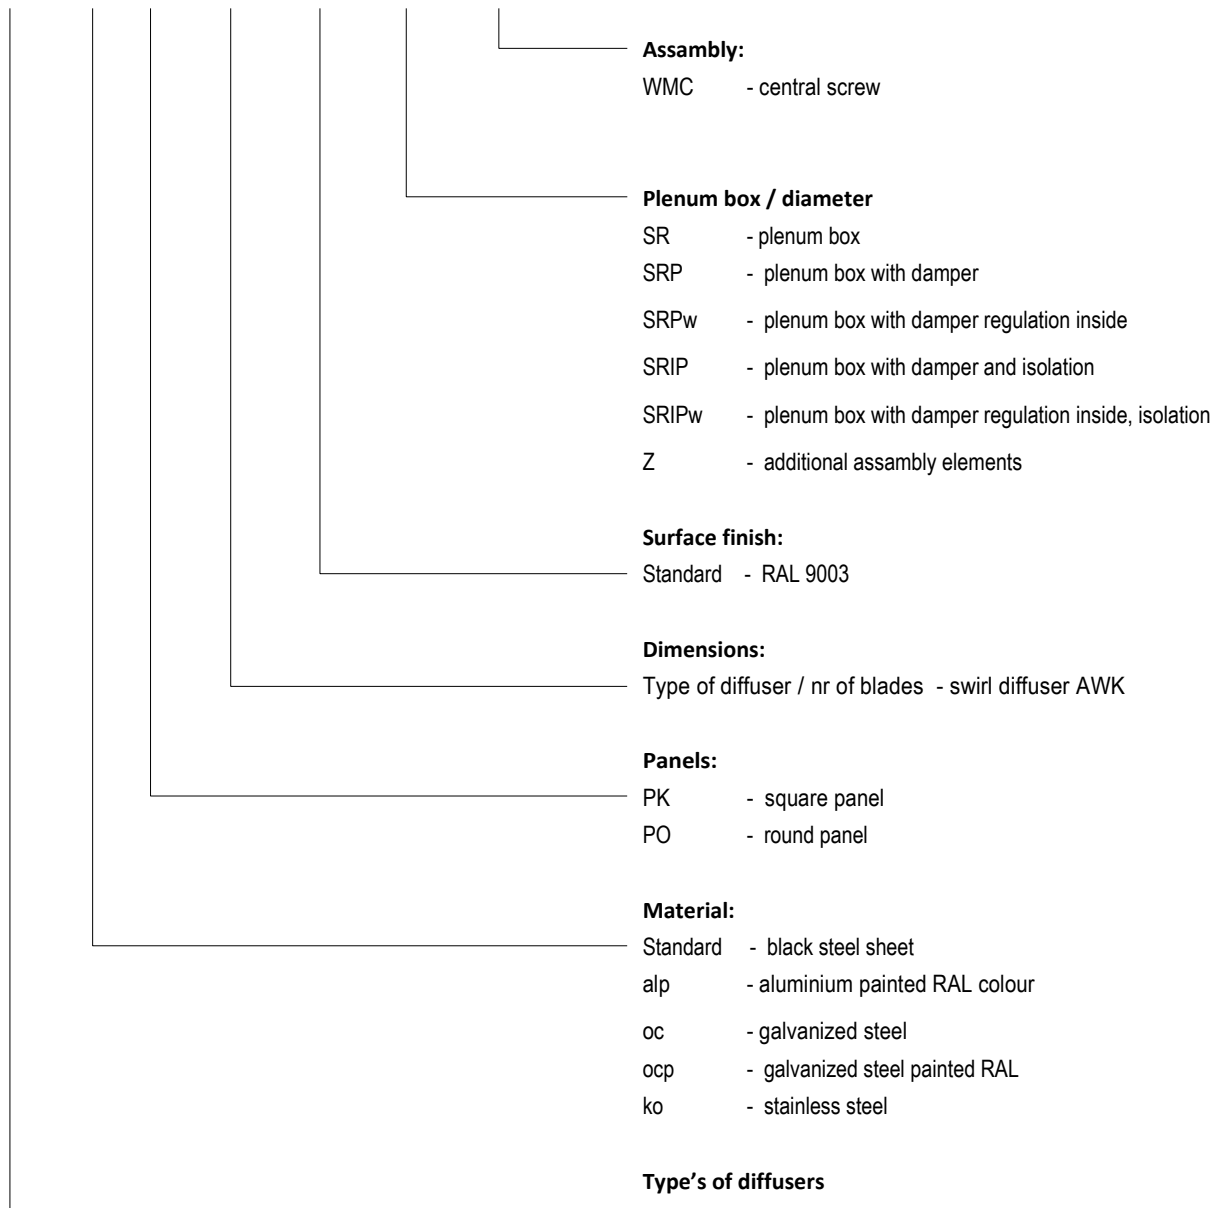 Assambly:
WMC - central screw
Plenum box / diameter
SR - plenum box
SRP - plenum box with damper
SRPw - plenum box with damper regulation inside
SRIP - plenum box with damper and isolation
SRIPw - plenum box with damper regulation inside, isolation
Z - additional assambly elements
Surface finish:
Standard - RAL 9003
Dimensions:
Type of diffuser / nr of blades - swirl diffuser AWK
Panels:
PK - square panel
PO - round panel
Material:
Standard - black steel sheet
alp - aluminium painted RAL colour
oc - galvanized steel
ocp - galvanized steel painted RAL
ko - stainless steel
Type’s of diffusers